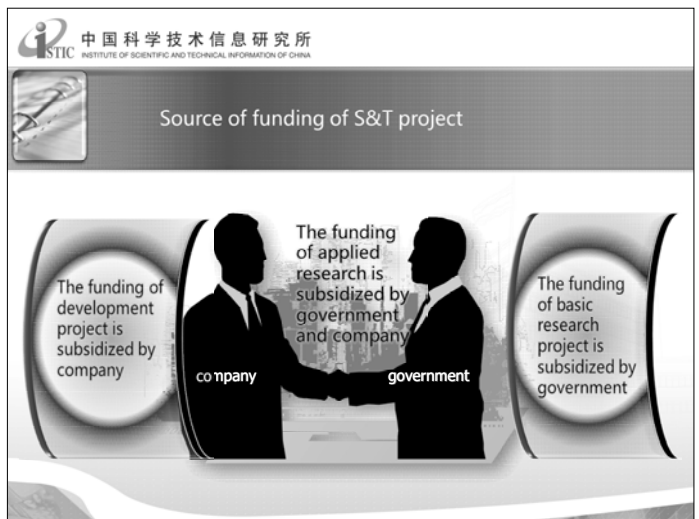 iSTIC 中国科学技术信息研究所
INSTITUTE OF SCIENTIFIC AND TECHNICAL INFORMATION OF CHINA
Source of funding of S&T project
The funding of
development
project is
subsidized by
company
The funding
of applied
research is
subsidized by
government
and company
company
government
The funding
of basic
research
project is
subsidized by
government